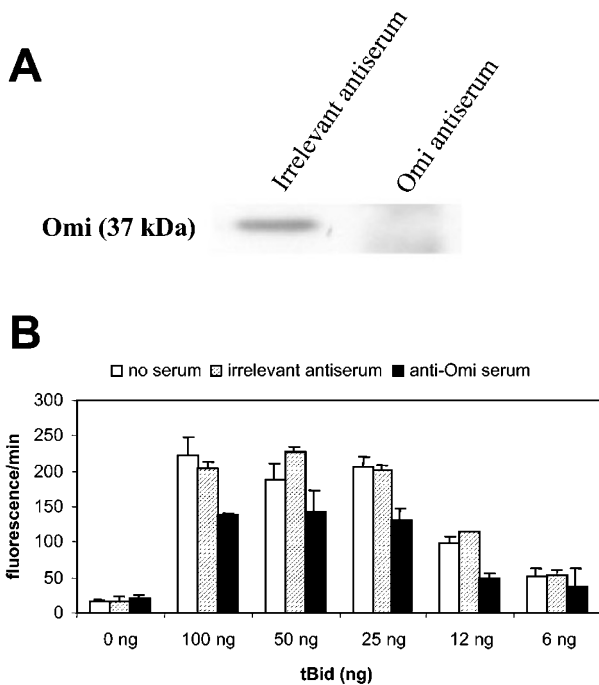 A
Irrelevant antiserum
Omi antiserum
Omi (37 kDa)
B
no serum irrelevant antiserum anti-Omi serum
300
250
200
150
100
50
0
fluorescence/min
0 ng 100 ng 50 ng 25 ng 12 ng 6 ng
tBid (ng)